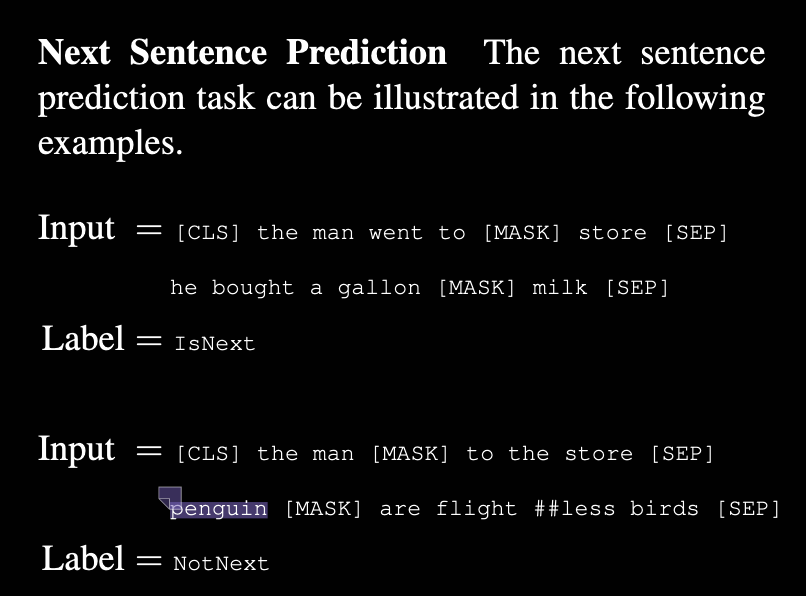 Next Sentence Prediction The next sentence
prediction task can be illustrated in the following
examples.
Input = [CLS] the man went to [MASK] store [SEP]
he bought a gallon [MASK] milk [SEP]
Label = IsNext
Input = [CLS] the man [MASK] to the store [SEP]
penguin [MASK] are flight ##less birds [SEP]
Label = NotNext